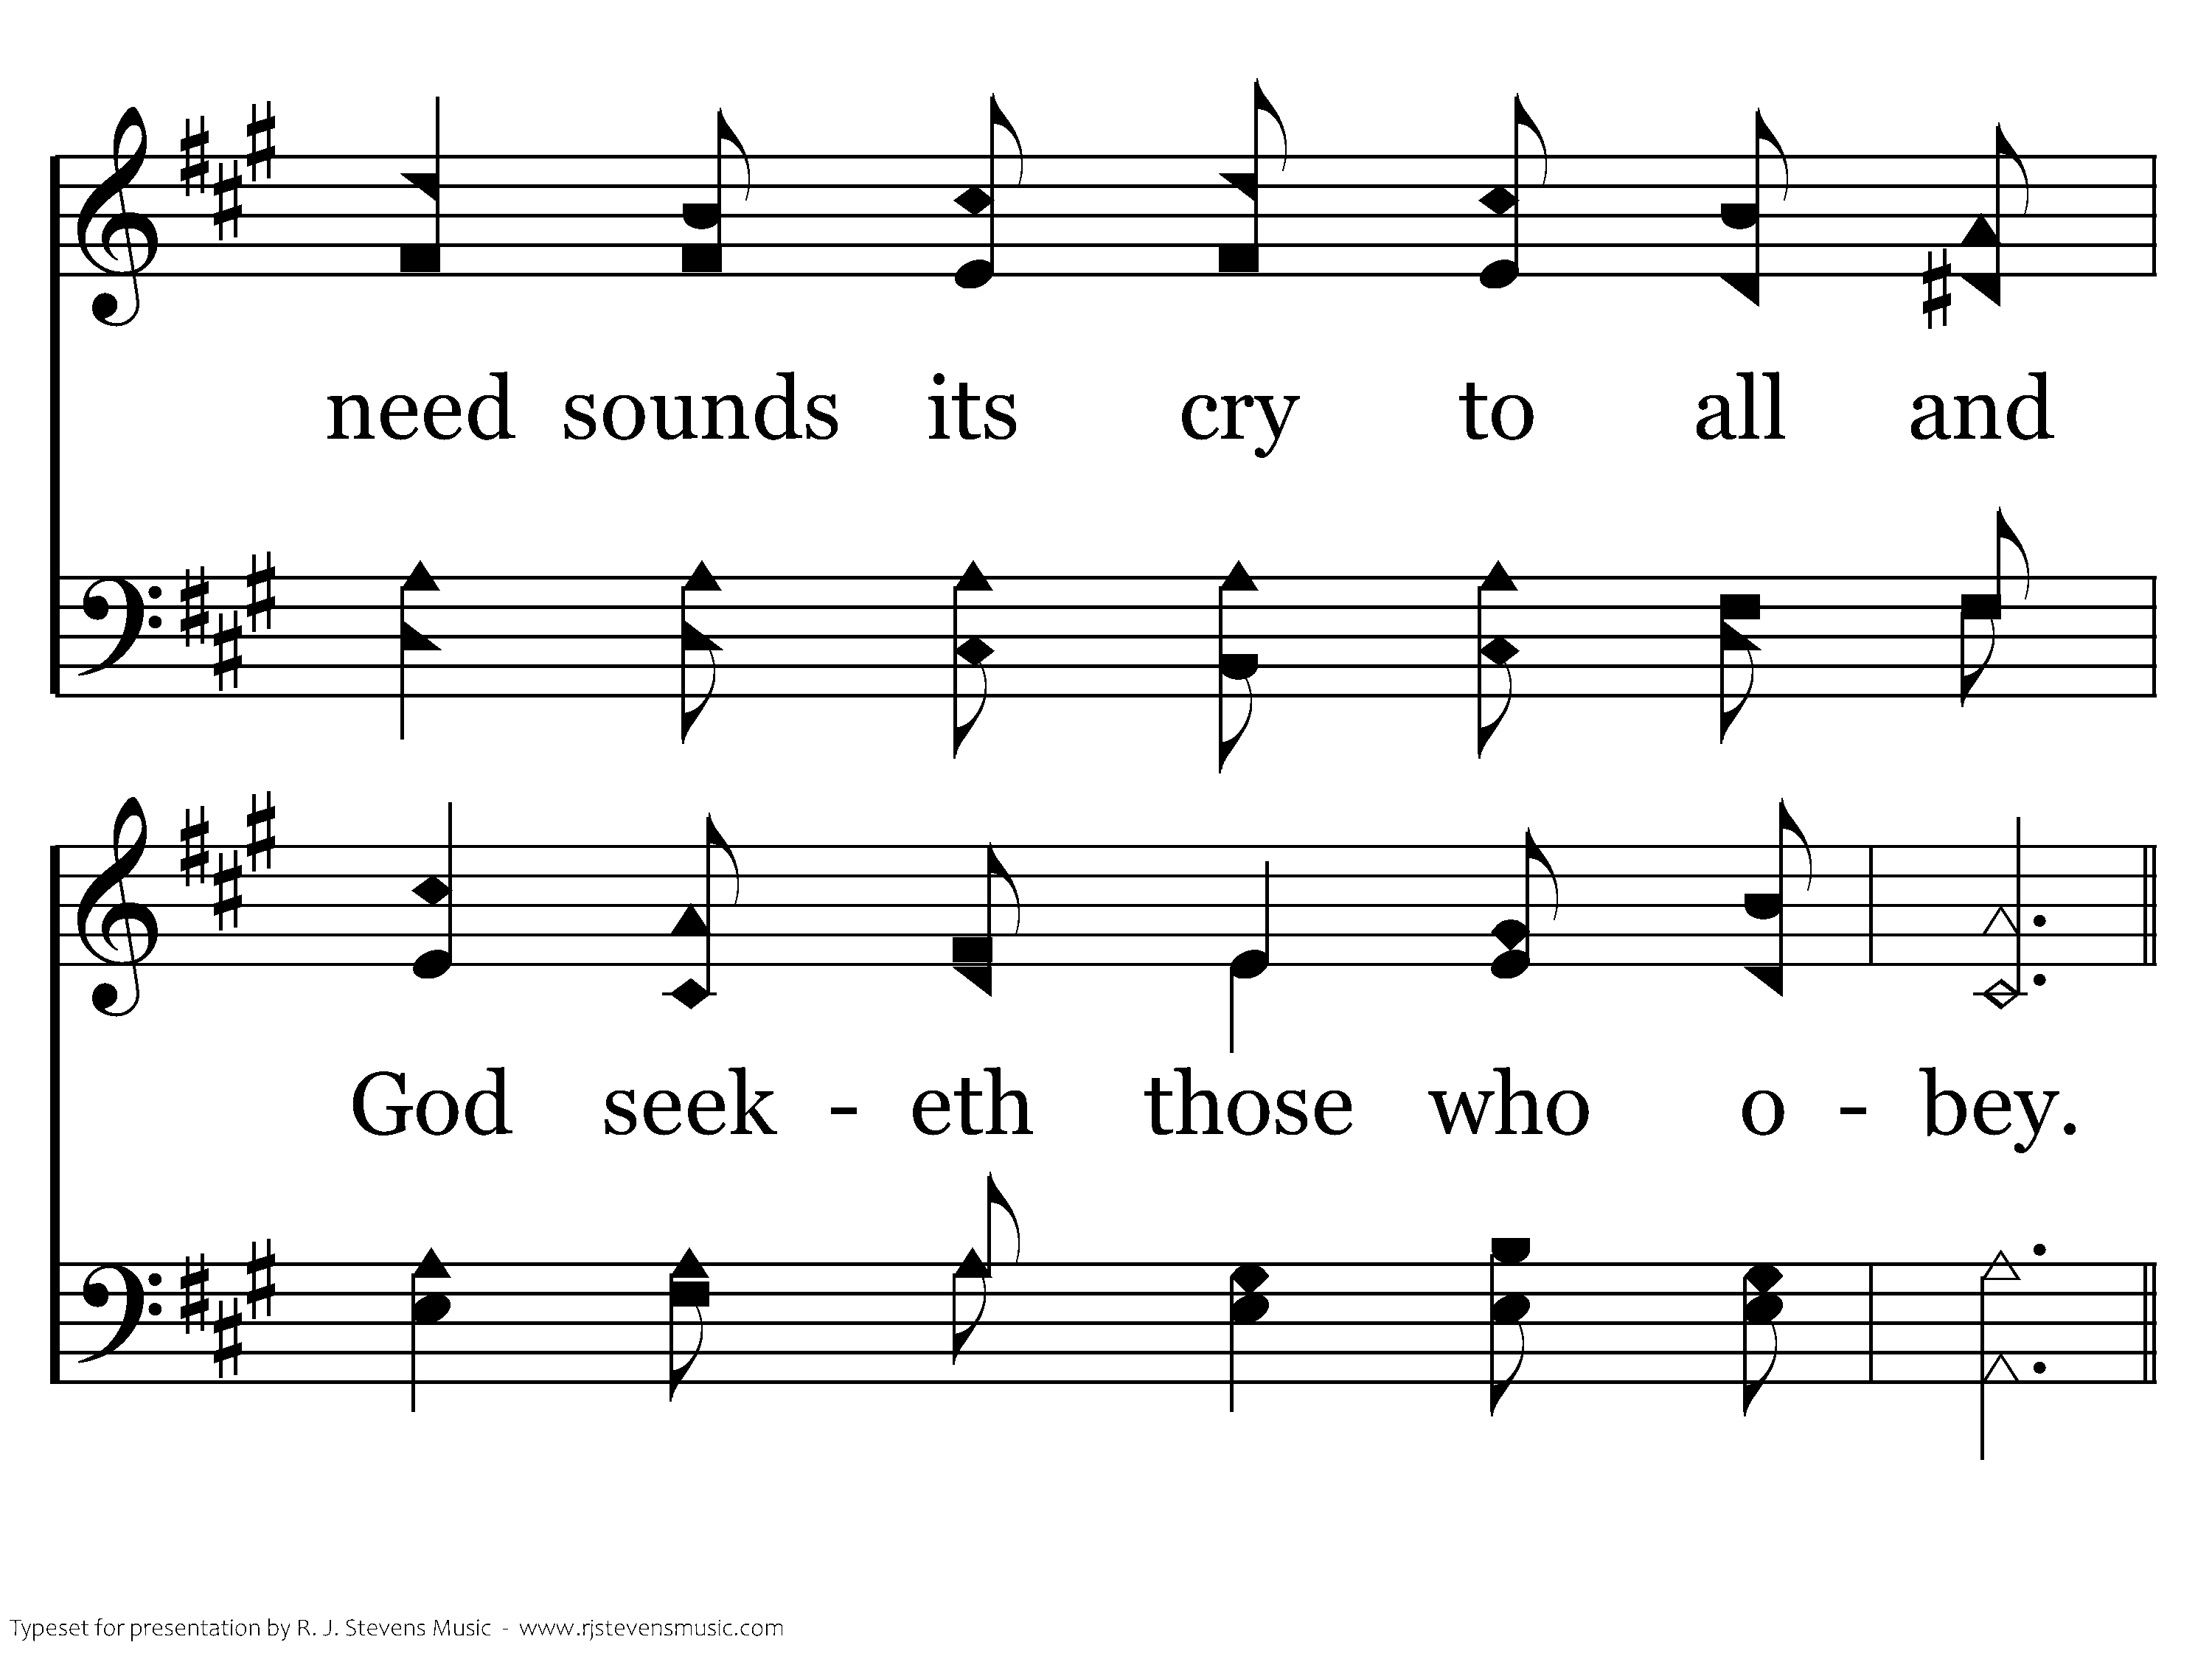 need sounds its cry to all and
God seek - eth those who o - bey.
Typeset for presentation by R. J. Stevens Music - www.rjstevensmusic.com